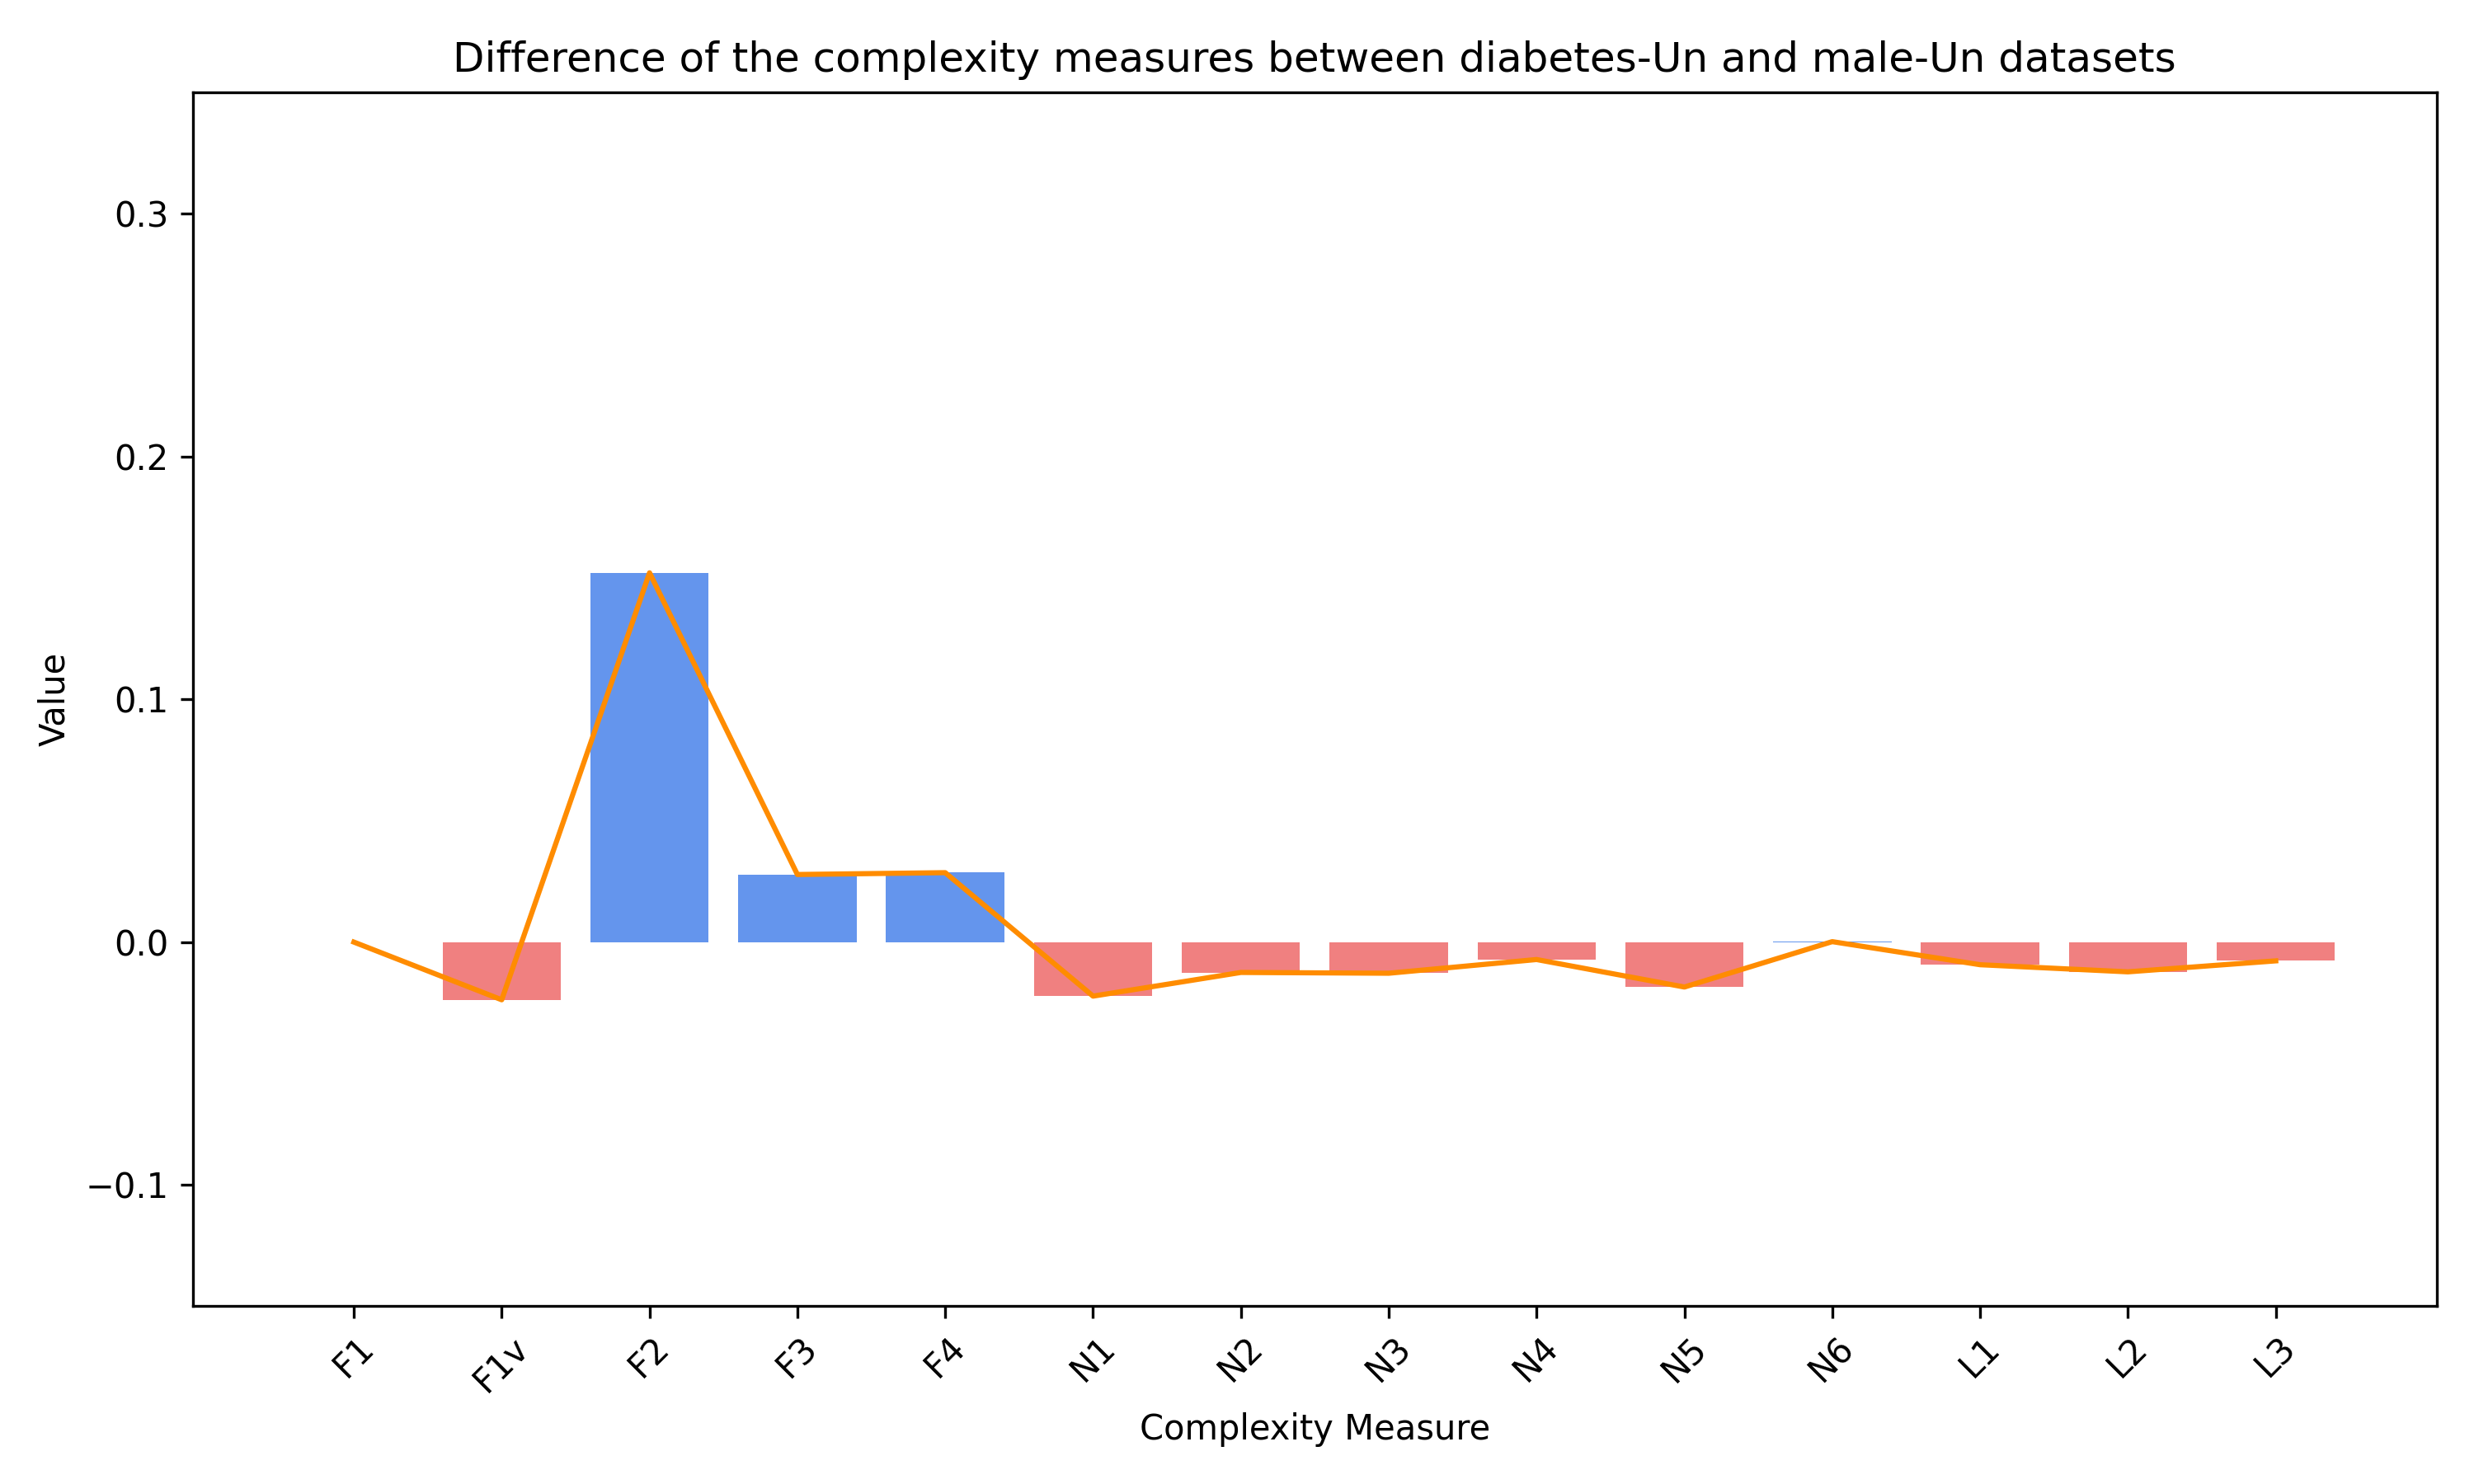 Difference of the complexity measures between diabetes-Un and male-Un datasets
0.3
0.2
0.1
0.0
−0.1
Value
F1
F1v
F2
F3
F4
N1
N2
N3
N4
N5
N6
L1
L2
L3
Complexity Measure